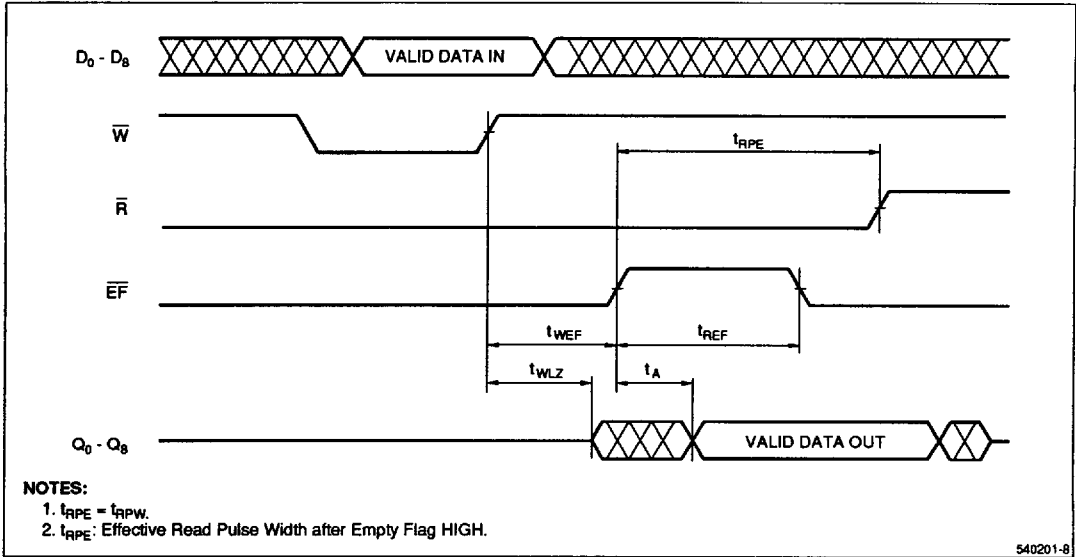 D₀ - D₈
VALID DATA IN
W̅
tRPE
R̅
E̅F̅
tWEF
tREF
tWLZ
tA
Q₀ - Q₈
VALID DATA OUT
NOTES:
1. tRPE = tRPW.
2. tRPE: Effective Read Pulse Width after Empty Flag HIGH.
540201-8